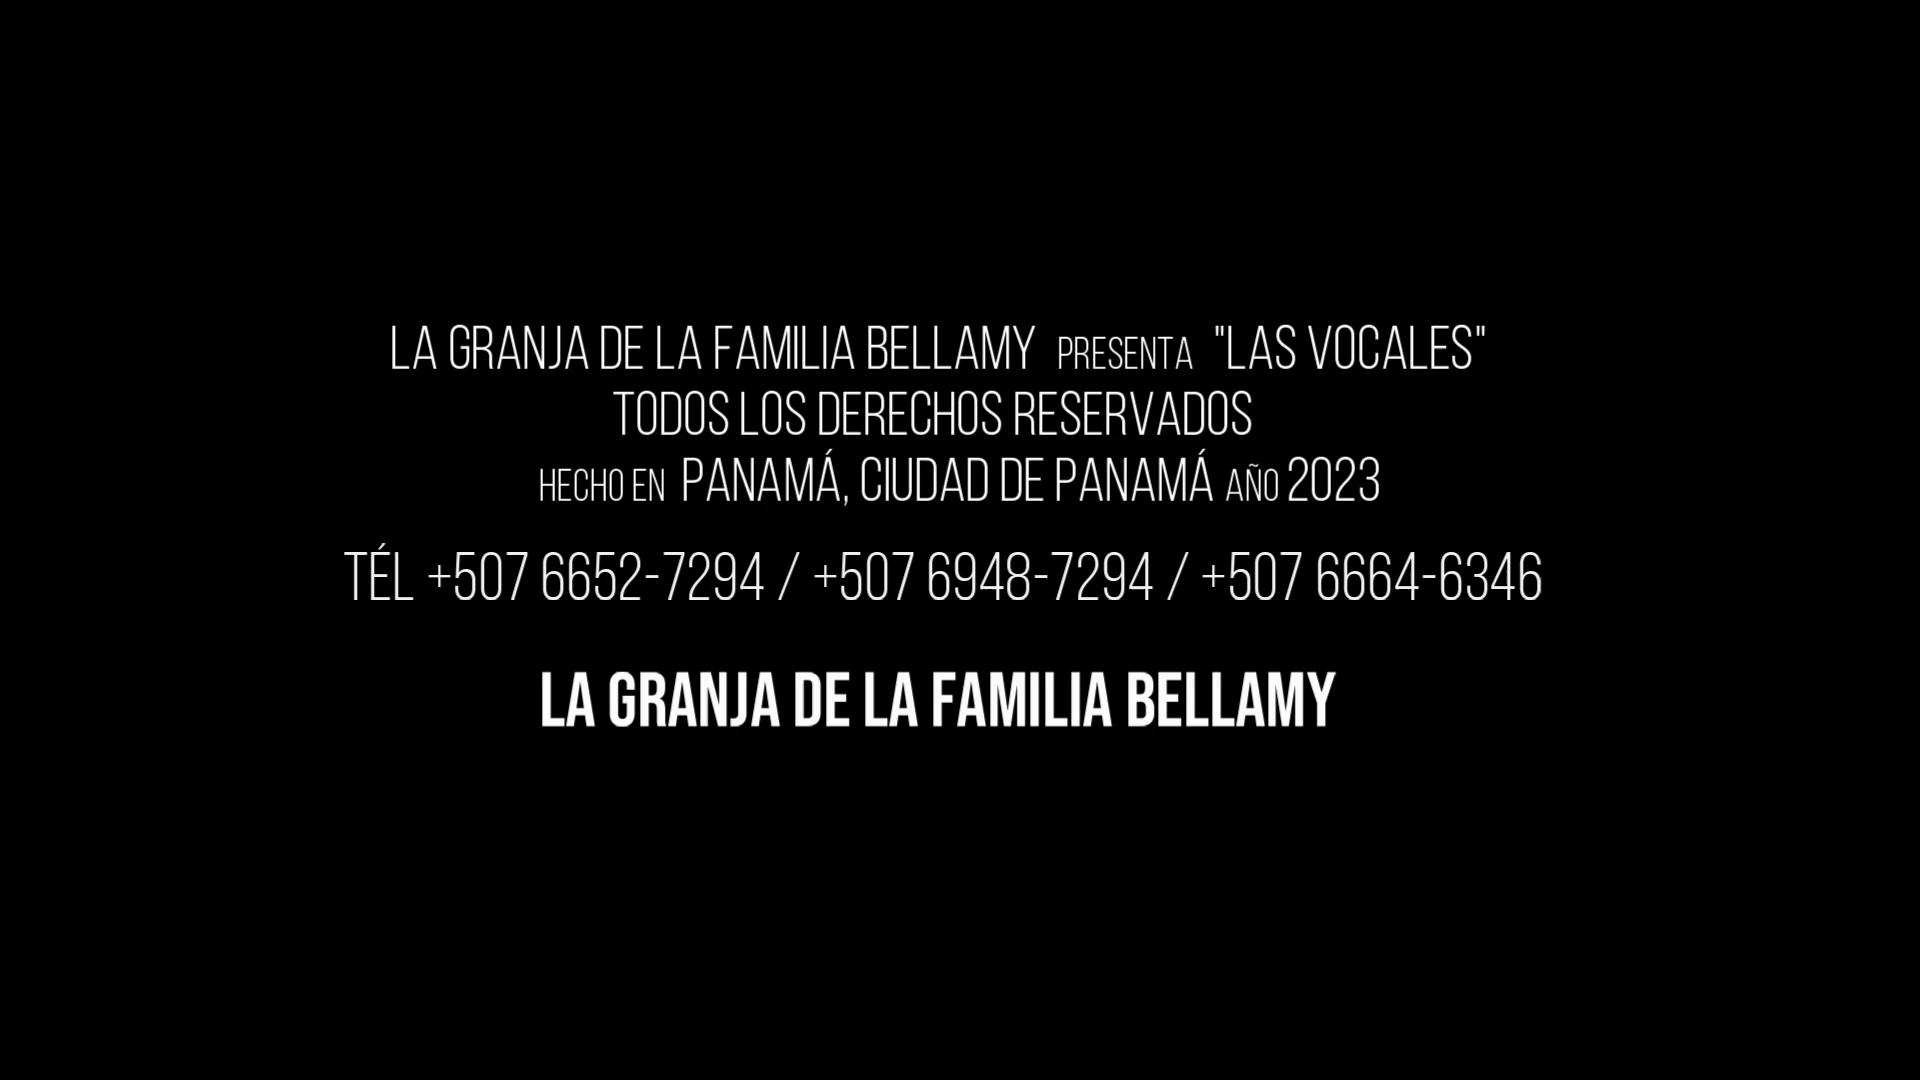 LA GRANJA DE LA FAMILIA BELLAMY PRESENTA "LAS VOCALES"
TODOS LOS DERECHOS RESERVADOS
HECHO EN PANAMÁ, CIUDAD DE PANAMÁ AÑO 2023
TÉL +507 6652-7294 / +507 6948-7294 / +507 6664-6346
LA GRANJA DE LA FAMILIA BELLAMY